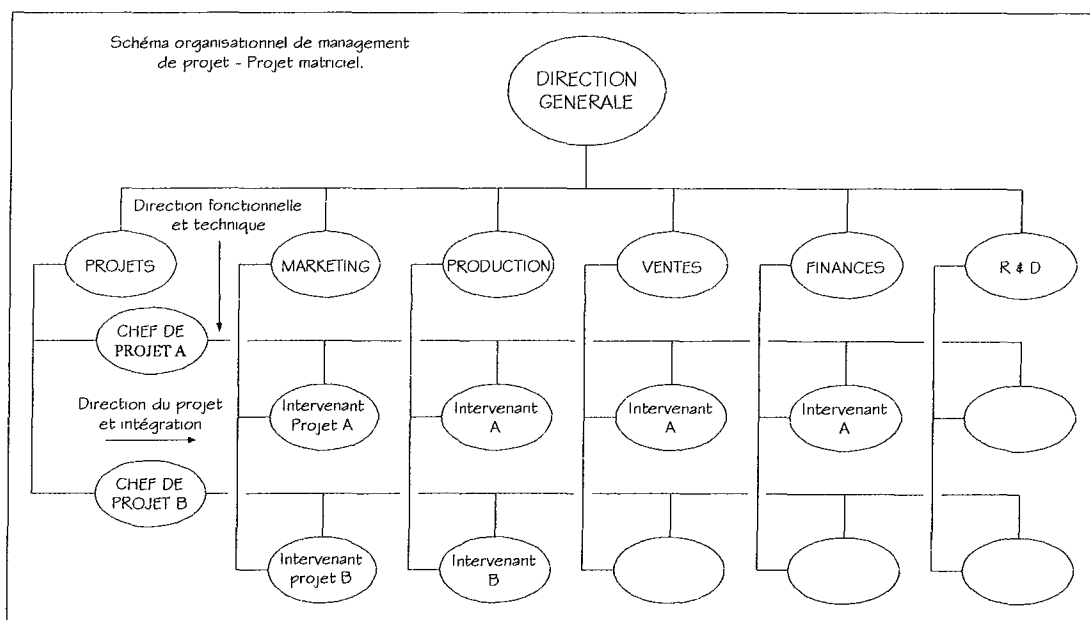 Schéma organisationnel de management
de projet - Projet matriciel.
DIRECTION
GENERALE
Direction fonctionnelle
et technique
PROJETS
MARKETING
PRODUCTION
VENTES
FINANCES
R & D
CHEF DE
PROJET A
Direction du projet
et intégration
Intervenant
Projet A
Intervenant
A
Intervenant
A
Intervenant
A
CHEF DE
PROJET B
Intervenant
projet B
Intervenant
B